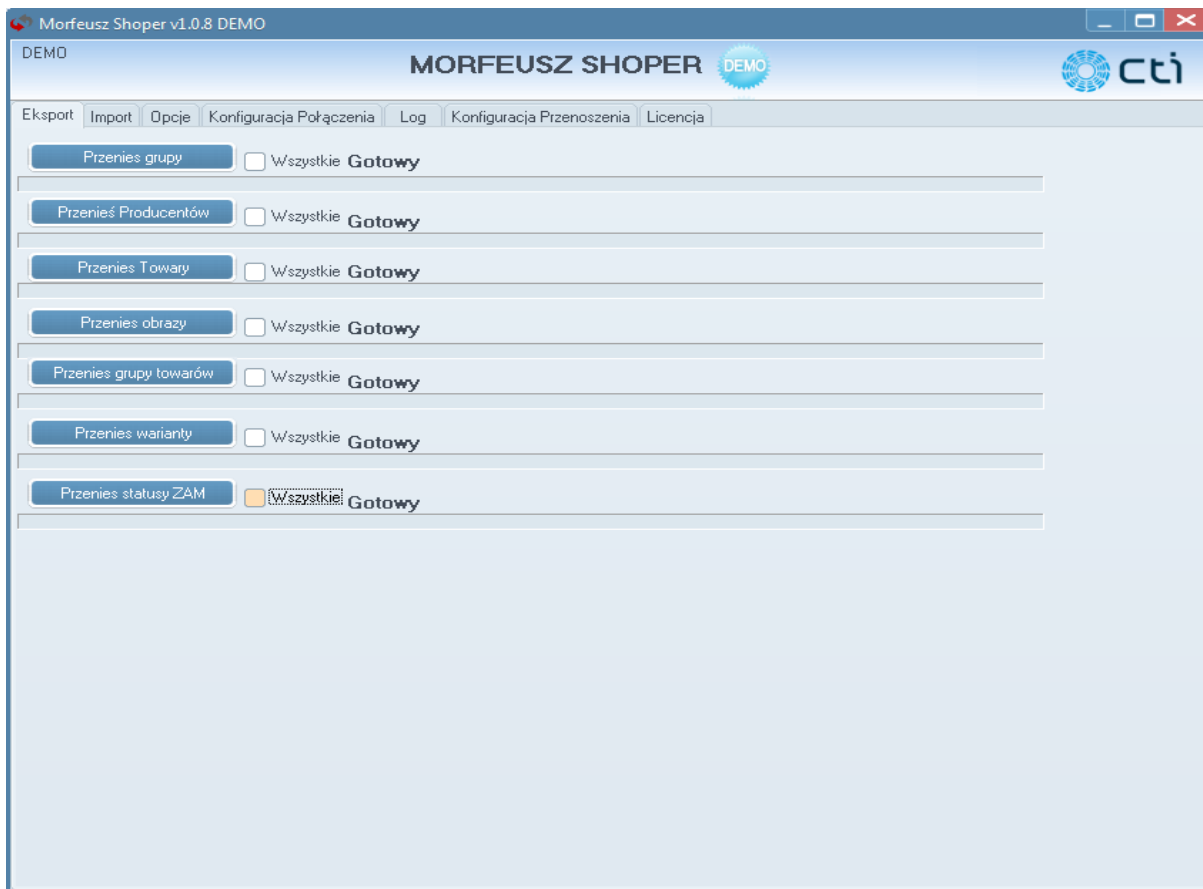 Morfeusz Shoper v1.0.8 DEMO
DEMO
MORFEUSZ SHOPER DEMO cti
Eksport Import Opcje Konfiguracja Połączenia Log Konfiguracja Przenoszenia Licencja
Przenies grupy Wszystkie Gotowy
Przenieś Producentów Wszystkie Gotowy
Przenies Towary Wszystkie Gotowy
Przenies obrazy Wszystkie Gotowy
Przenies grupy towarów Wszystkie Gotowy
Przenies warianty Wszystkie Gotowy
Przenies statusy ZAM Wszystkie Gotowy